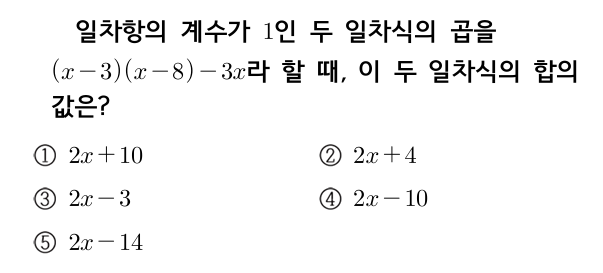 일차항의 계수가 1인 두 일차식의 곱을
(x－3)(x－8)－3x라 할 때, 이 두 일차식의 합의
값은?
① 2x＋10 ② 2x＋4
③ 2x－3 ④ 2x－10
⑤ 2x－14